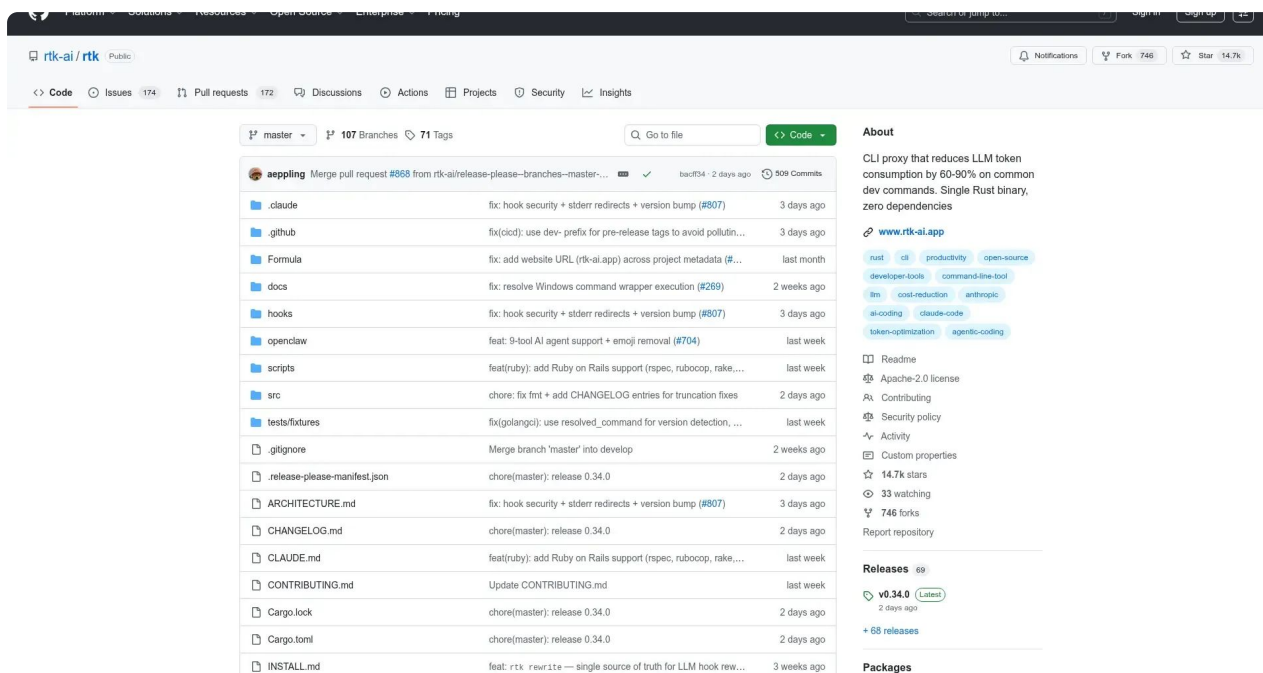 Platform Solutions Resources Open Source Enterprise Pricing
Search or jump to... Sign in Sign up
rtk-ai / rtk Public
Notifications Fork 746 Star 14.7k
Code Issues 174 Pull requests 172 Discussions Actions Projects Security Insights
master 107 Branches 71 Tags Go to file Code
aeppling Merge pull request #868 from rtk-ai/release-please--branches--master-... bacff34 · 2 days ago 509 Commits
.claude fix: hook security + stderr redirects + version bump (#807) 3 days ago
.github fix(cicd): use dev- prefix for pre-release tags to avoid pollutin... 3 days ago
Formula fix: add website URL (rtk-ai.app) across project metadata (#... last month
docs fix: resolve Windows command wrapper execution (#269) 2 weeks ago
hooks fix: hook security + stderr redirects + version bump (#807) 3 days ago
openclaw feat: 9-tool AI agent support + emoji removal (#704) last week
scripts feat(ruby): add Ruby on Rails support (rspec, rubocop, rake,... last week
src chore: fix fmt + add CHANGELOG entries for truncation fixes 2 days ago
tests/fixtures fix(golangci): use resolved_command for version detection, ... last week
.gitignore Merge branch 'master' into develop 2 weeks ago
.release-please-manifest.json chore(master): release 0.34.0 2 days ago
ARCHITECTURE.md fix: hook security + stderr redirects + version bump (#807) 3 days ago
CHANGELOG.md chore(master): release 0.34.0 2 days ago
CLAUDE.md feat(ruby): add Ruby on Rails support (rspec, rubocop, rake,... last week
CONTRIBUTING.md Update CONTRIBUTING.md last week
Cargo.lock chore(master): release 0.34.0 2 days ago
Cargo.toml chore(master): release 0.34.0 2 days ago
INSTALL.md feat: rtk rewrite — single source of truth for LLM hook rew... 3 weeks ago
About
CLI proxy that reduces LLM token
consumption by 60-90% on common
dev commands. Single Rust binary,
zero dependencies
www.rtk-ai.app
rust cli productivity open-source
developer-tools command-line-tool
llm cost-reduction anthropic
ai-coding claude-code
token-optimization agentic-coding
Readme
Apache-2.0 license
Contributing
Security policy
Activity
Custom properties
14.7k stars
33 watching
746 forks
Report repository
Releases 69
v0.34.0 Latest
2 days ago
+ 68 releases
Packages